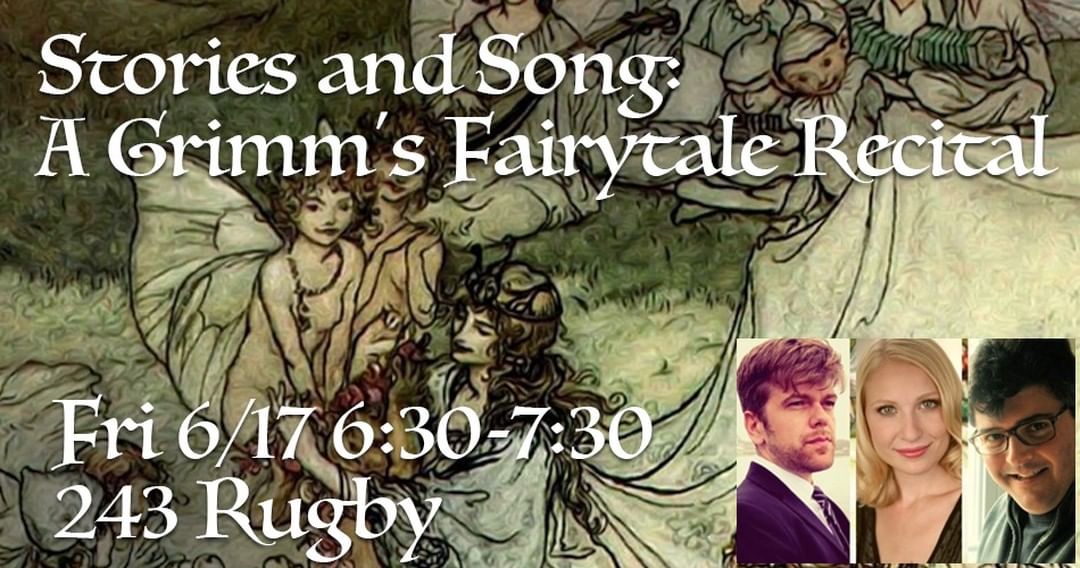 Stories and Song:
A Grimm's Fairytale Recital
Fri 6/17 6:30-7:30
243 Rugby